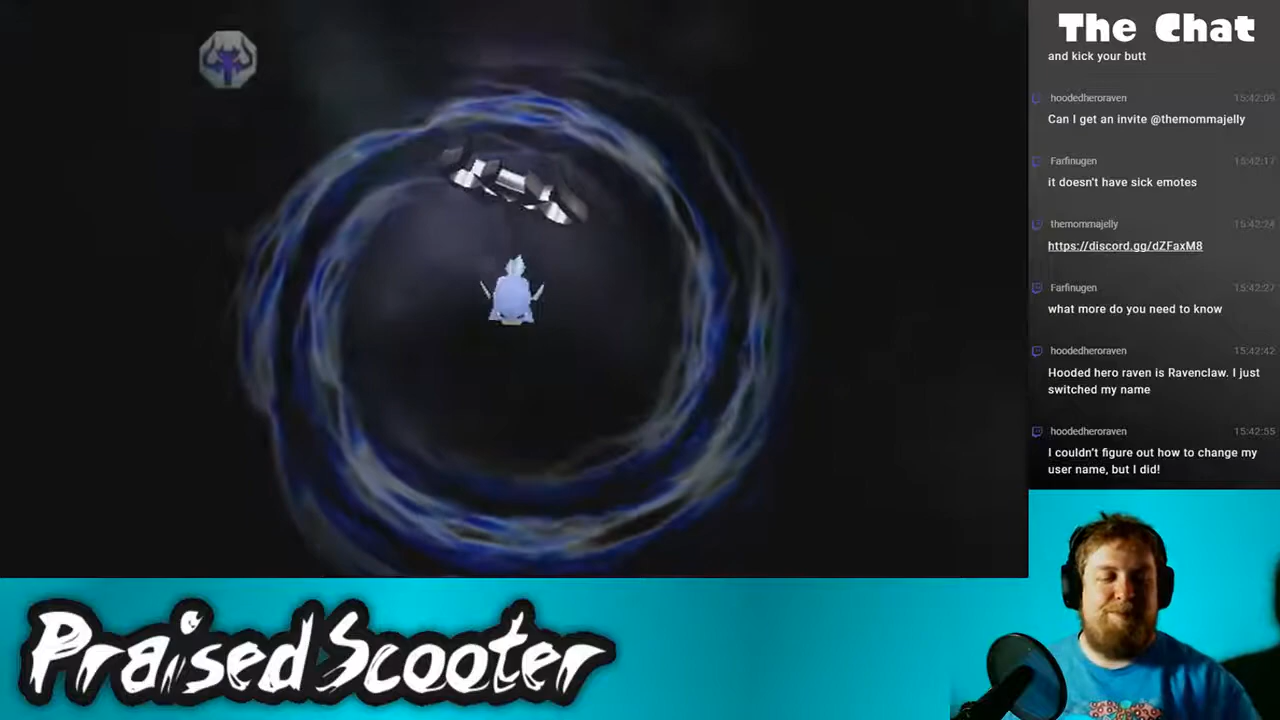 The Chat
and kick your butt
hoodedheroraven 15:42:09
Can I get an invite @themommajelly
Farfinugen 15:42:17
it doesn't have sick emotes
themommajelly 15:42:24
https://discord.gg/dZFaxM8
Farfinugen 15:42:27
what more do you need to know
hoodedheroraven 15:42:42
Hooded hero raven is Ravenclaw. I just
switched my name
hoodedheroraven 15:42:55
I couldn't figure out how to change my
user name, but I did!
PraisedScooter